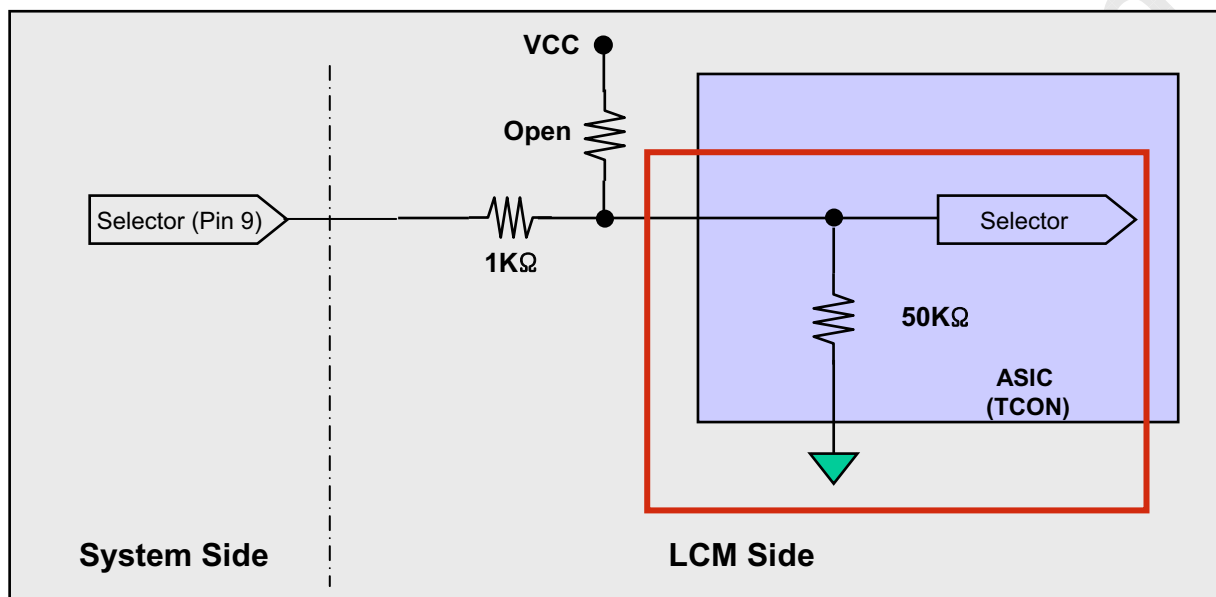 VCC
Open
Selector (Pin 9)
1KΩ
Selector
50KΩ
ASIC
(TCON)
System Side
LCM Side